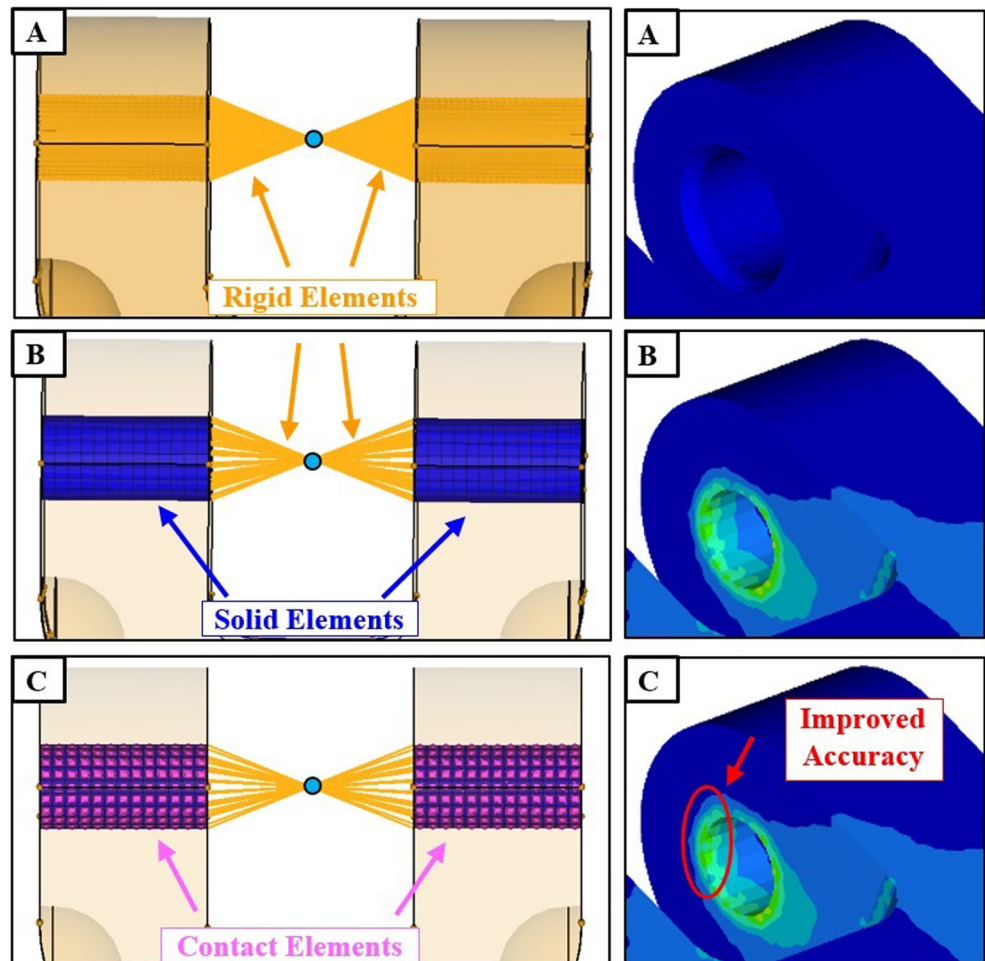 A
A
Rigid Elements
B
B
Solid Elements
C
C
Improved
Accuracy
Contact Elements